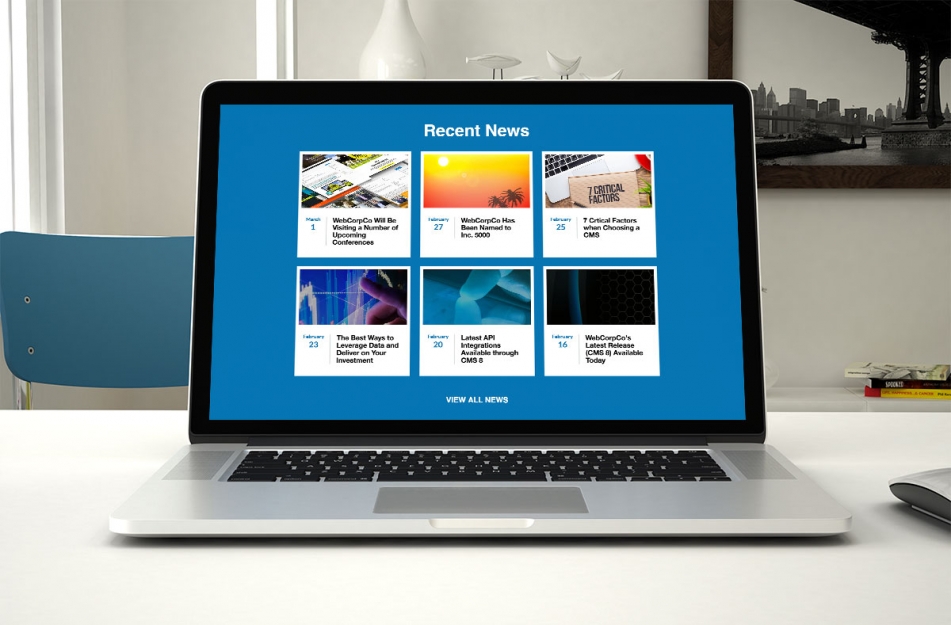 Recent News
7 CRITICAL
FACTORS
March
1
WebCorpCo Will Be
Visiting a Number of
Upcoming
Conferences
February
27
WebCorpCo Has
Been Named to
Inc. 5000
February
25
7 Crtical Factors
when Choosing a
CMS
February
23
The Best Ways to
Leverage Data and
Deliver on Your
Investment
February
20
Latest API
Integrations
Available through
CMS 8
February
16
WebCorpCo's
Latest Release
(CMS 8) Available
Today
VIEW ALL NEWS